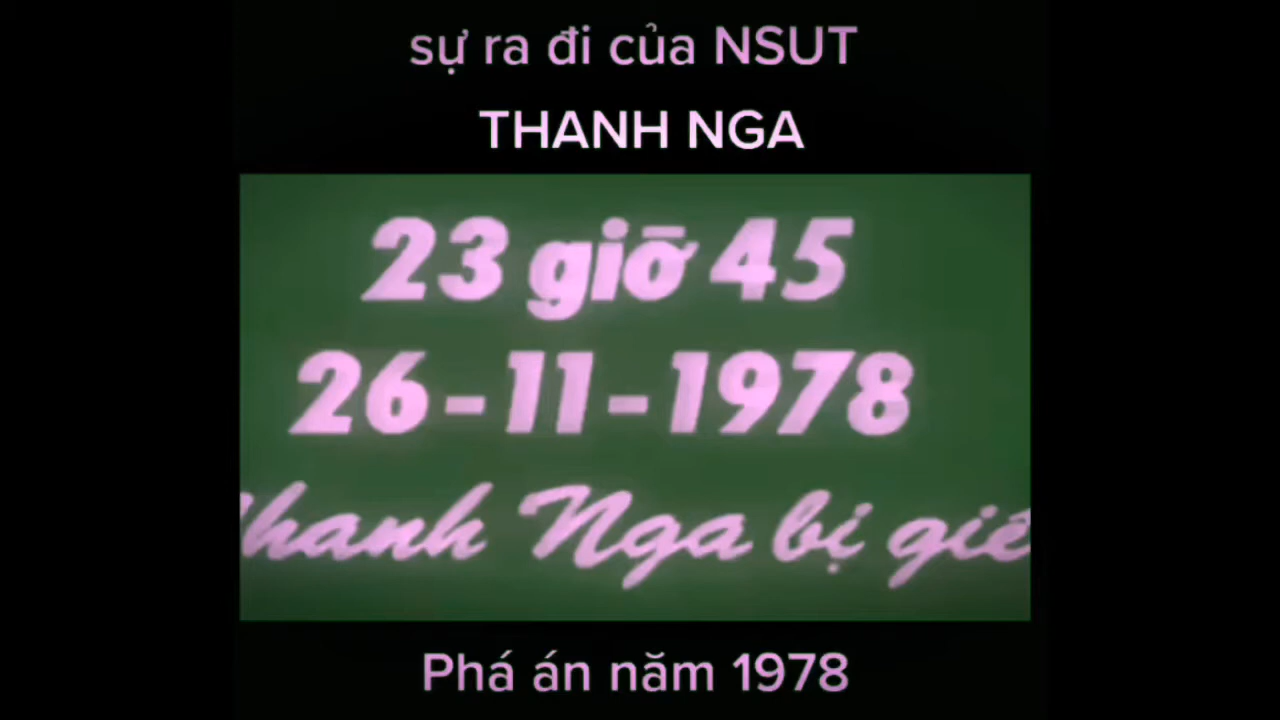 sự ra đi của NSUT
THANH NGA
23 giờ 45
26-11-1978
Nga bị
Phá án năm 1978